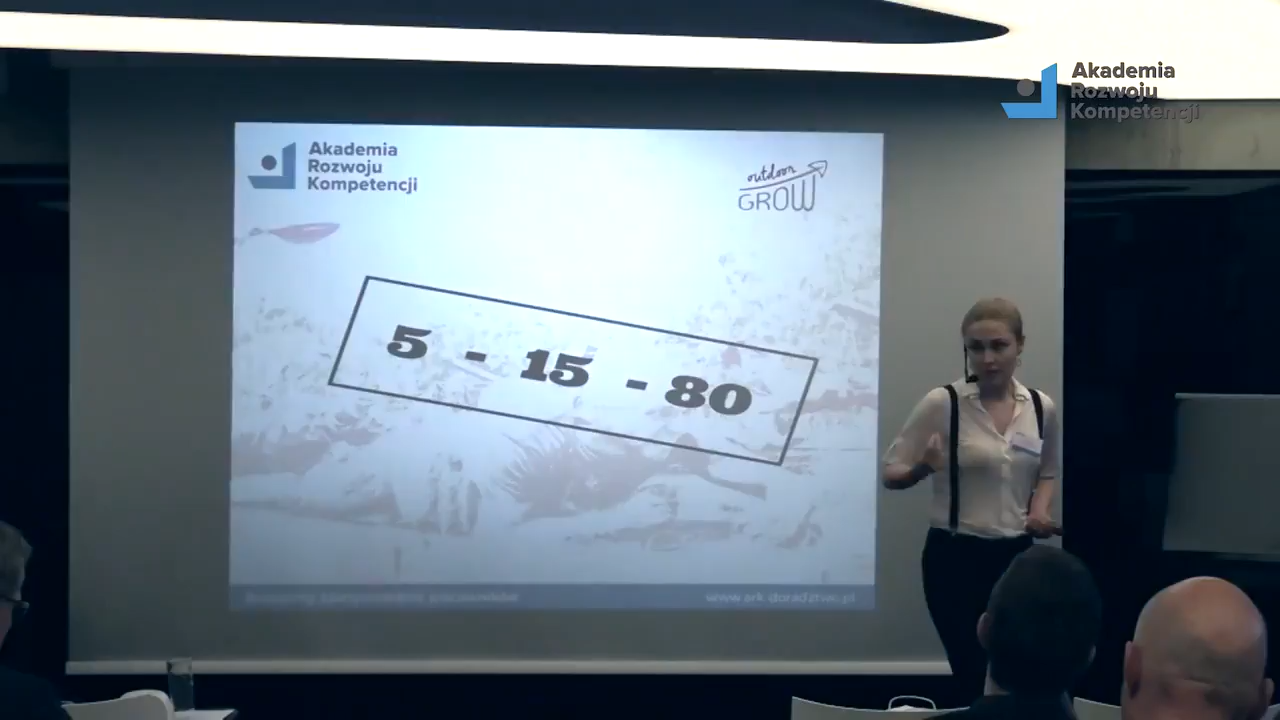 Akademia
Rozwoju
Kompetencji
Akademia
Rozwoju
Kompetencji
outdoor
GROW
5 - 15 - 80
www.ark-doradztwo.pl